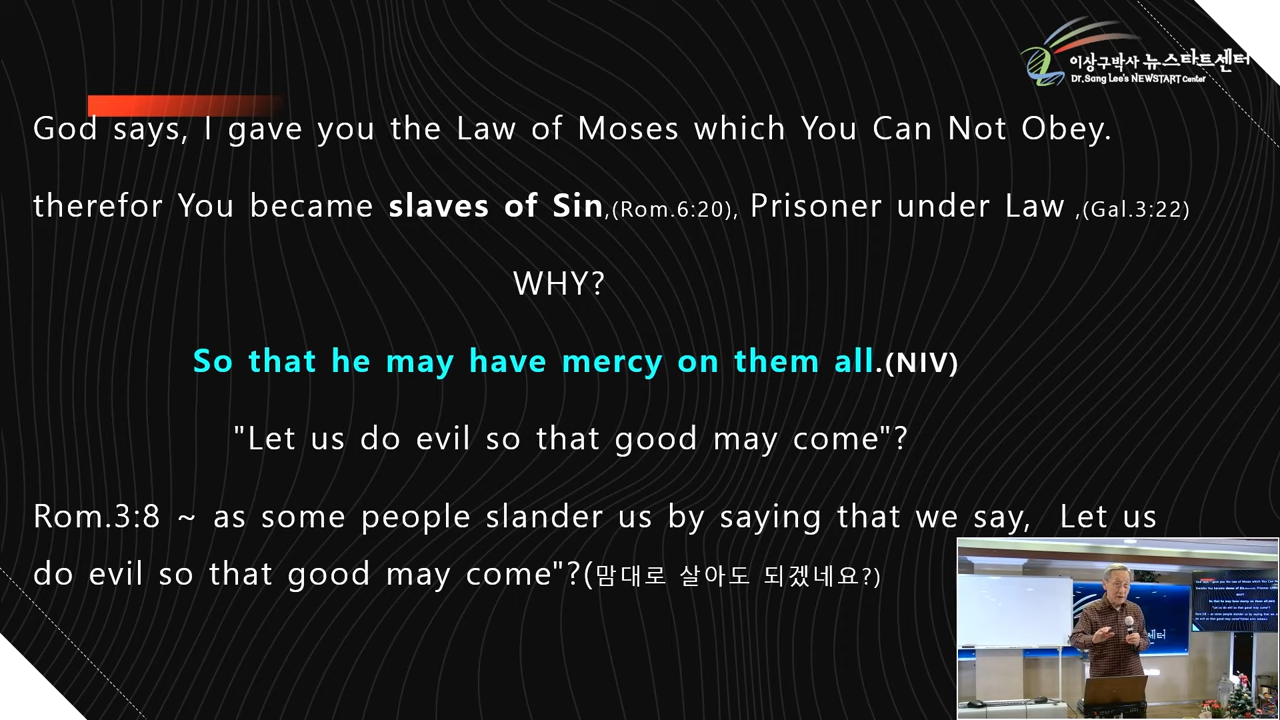 이상구박사 뉴스타트센터
Dr.Sang Lee's NEWSTART Center
God says, I gave you the Law of Moses which You Can Not Obey.
therefor You became slaves of Sin,(Rom.6:20), Prisoner under Law ,(Gal.3:22)
WHY?
So that he may have mercy on them all.(NIV)
"Let us do evil so that good may come"?
Rom.3:8 ~ as some people slander us by saying that we say, Let us
do evil so that good may come"?(맘대로 살아도 되겠네요?)
센터